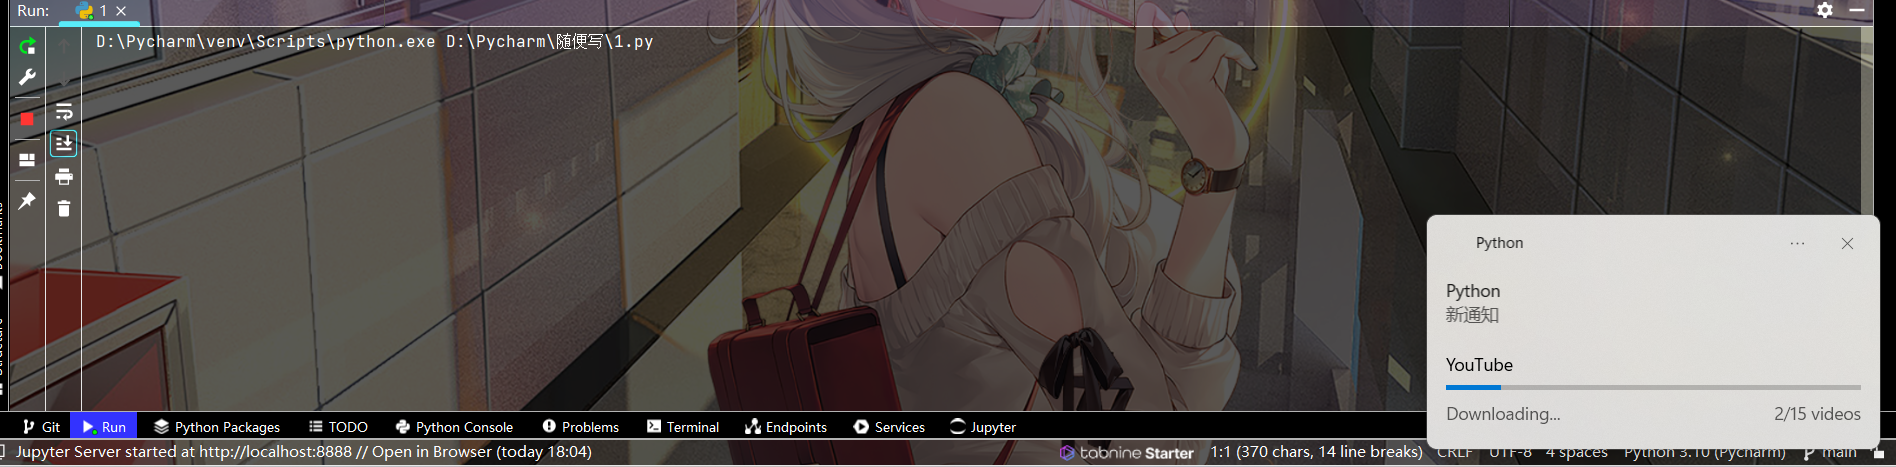 Run:
1
D:\Pycharm\venv\Scripts\python.exe D:\Pycharm\随便写\1.py
Python
Python
新通知
YouTube
Downloading...
2/15 videos
Git
Run
Python Packages
TODO
Python Console
Problems
Terminal
Endpoints
Services
Jupyter
Jupyter Server started at http://localhost:8888 // Open in Browser (today 18:04)
tabnine Starter
1:1 (370 chars, 14 line breaks)
CRLF
UTF-8
4 spaces
Python 3.10 (Pycharm)
main